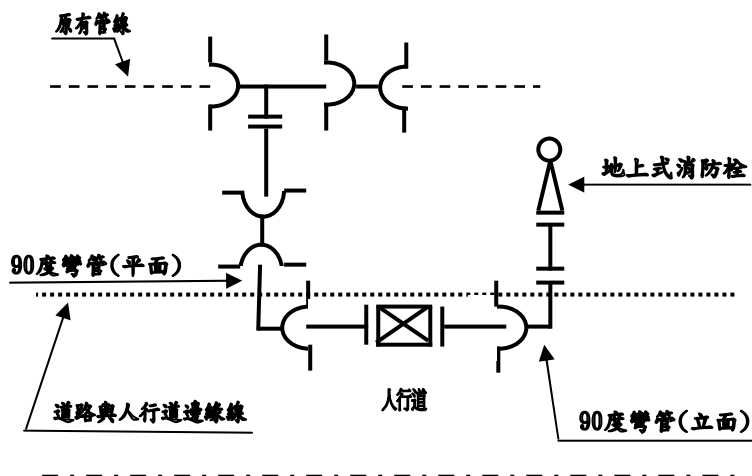 原有管線
地上式消防栓
90度彎管(平面)
道路與人行道邊緣線
人行道
90度彎管(立面)